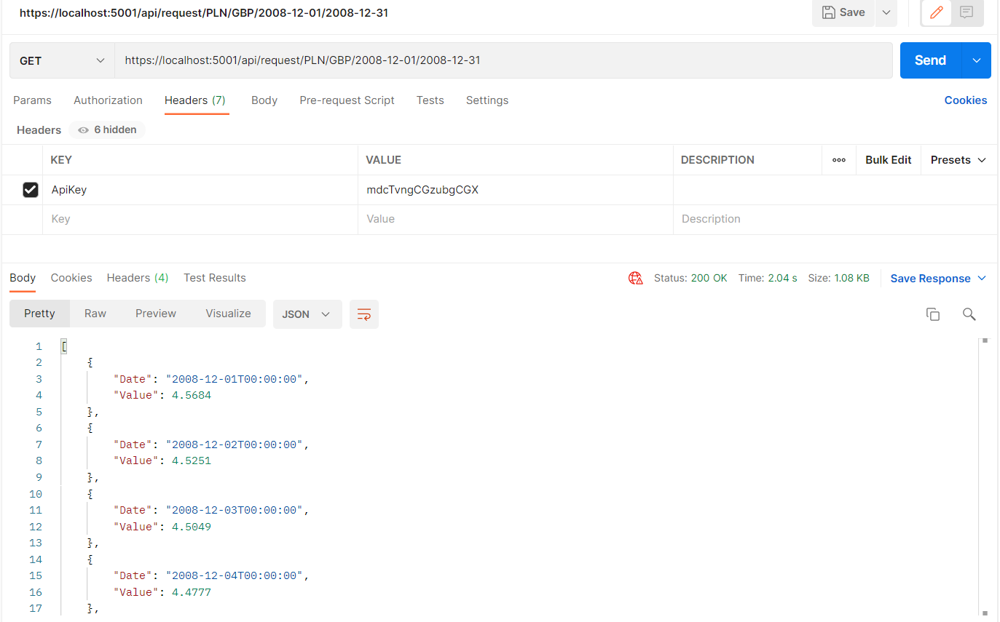 https://localhost:5001/api/request/PLN/GBP/2008-12-01/2008-12-31 Save
GET https://localhost:5001/api/request/PLN/GBP/2008-12-01/2008-12-31 Send
Params Authorization Headers (7) Body Pre-request Script Tests Settings Cookies
Headers 6 hidden
KEY VALUE DESCRIPTION ooo Bulk Edit Presets
ApiKey mdcTvngCGzubgCGX
Key Value Description
Body Cookies Headers (4) Test Results Status: 200 OK Time: 2.04 s Size: 1.08 KB Save Response
Pretty Raw Preview Visualize JSON
1 [
2 {
3 "Date": "2008-12-01T00:00:00",
4 "Value": 4.5684
5 },
6 {
7 "Date": "2008-12-02T00:00:00",
8 "Value": 4.5251
9 },
10 {
11 "Date": "2008-12-03T00:00:00",
12 "Value": 4.5049
13 },
14 {
15 "Date": "2008-12-04T00:00:00",
16 "Value": 4.4777
17 },